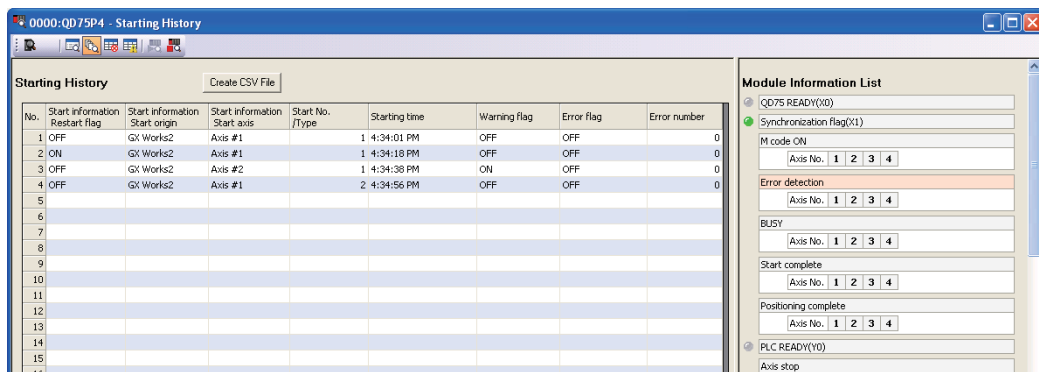 0000:QD75P4 - Starting History
Starting History
Create CSV File
No. Start information Restart flag Start information Start origin Start information Start axis Start No. /Type Starting time Warning flag Error flag Error number
1 OFF GX Works2 Axis #1 1 4:34:01 PM OFF OFF 0
2 ON GX Works2 Axis #1 1 4:34:18 PM OFF OFF 0
3 OFF GX Works2 Axis #2 1 4:34:38 PM ON OFF 0
4 OFF GX Works2 Axis #1 2 4:34:56 PM OFF OFF 0
5
6
7
8
9
10
11
12
13
14
15
Module Information List
QD75 READY(X0)
Synchronization flag(X1)
M code ON
Axis No. 1 2 3 4
Error detection
Axis No. 1 2 3 4
BUSY
Axis No. 1 2 3 4
Start complete
Axis No. 1 2 3 4
Positioning complete
Axis No. 1 2 3 4
PLC READY(Y0)
Axis stop